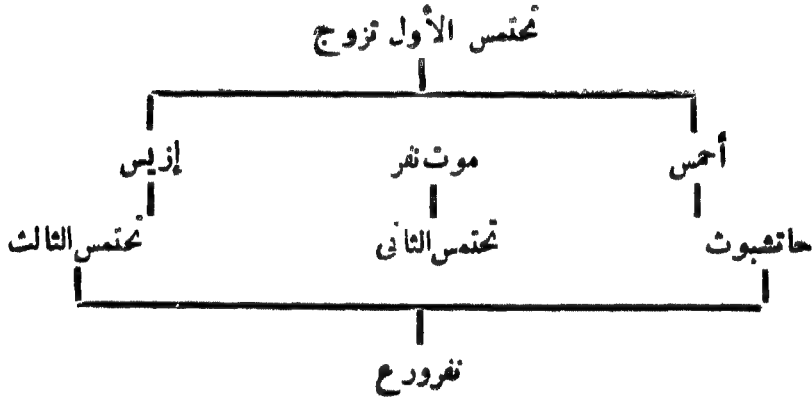 تحتمس الأول تزوج
أحمس موت نفر إزيس
حاتشبوت تحتمس الثانى تحتمس الثالث
نفرورع